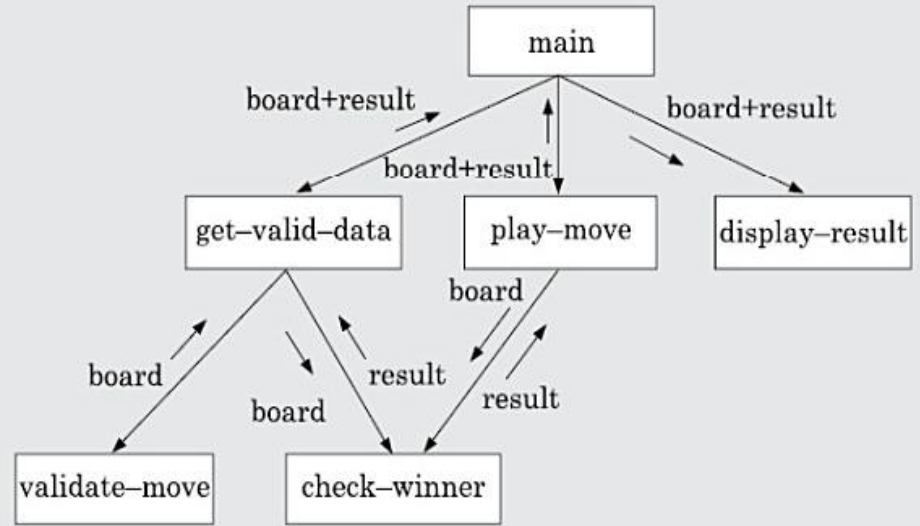 main
board+result
board+result
board+result
get–valid–data
play–move
display–result
board
board
result
board
result
validate–move
check–winner